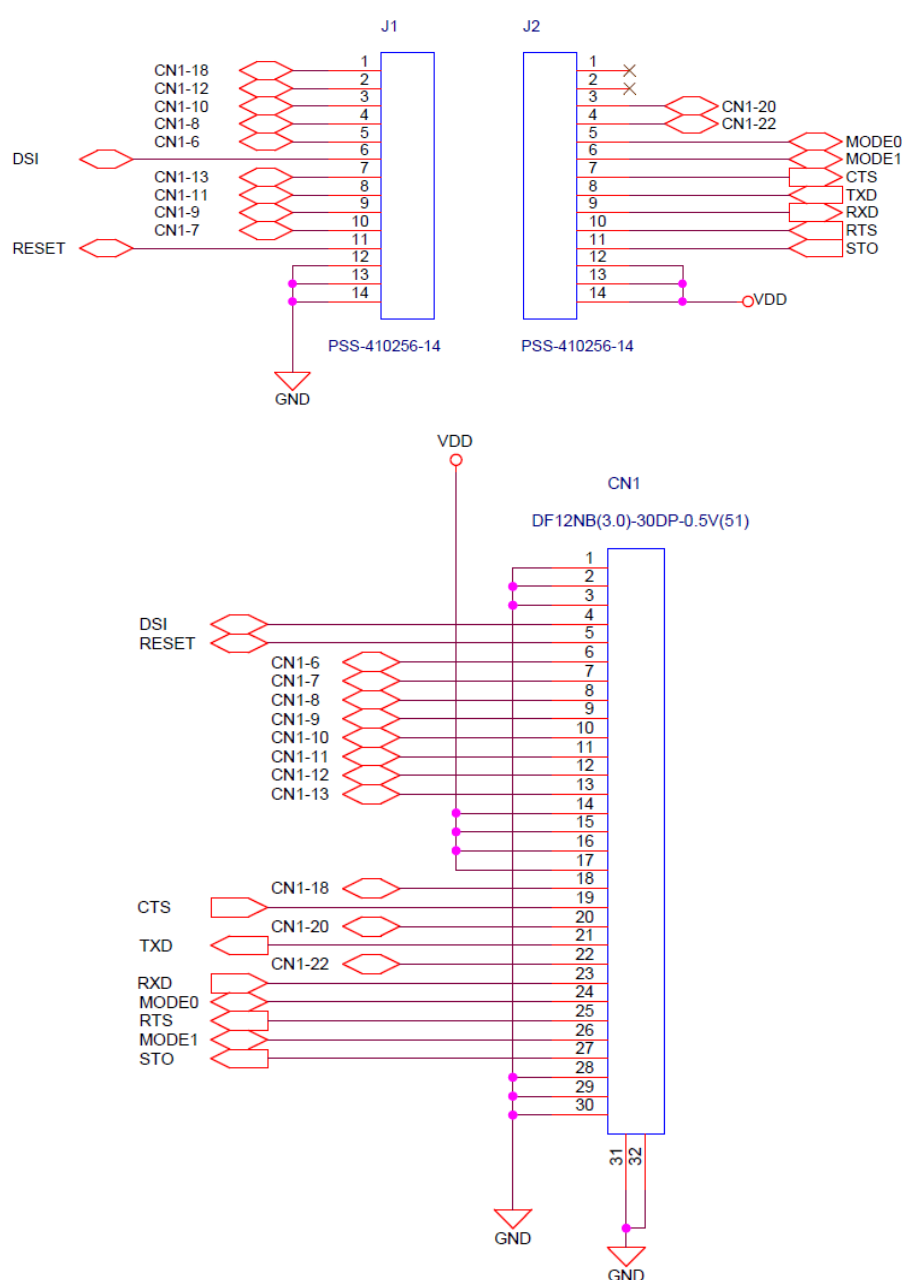 J1 J2
CN1-18 1 1
CN1-12 2 2
CN1-10 3 3 CN1-20
CN1-8 4 4 CN1-22
CN1-6 5 5 MODE0
DSI 6 6 MODE1
CN1-13 7 7 CTS
CN1-11 8 8 TXD
CN1-9 9 9 RXD
CN1-7 10 10 RTS
RESET 11 11 STO
12 12
13 13
14 14 VDD
PSS-410256-14 PSS-410256-14
GND
VDD
CN1
DF12NB(3.0)-30DP-0.5V(51)
1
2
3
DSI 4
RESET 5
CN1-6 6
CN1-7 7
CN1-8 8
CN1-9 9
CN1-10 10
CN1-11 11
CN1-12 12
CN1-13 13
14
15
16
17
CN1-18 18
CTS 19
CN1-20 20
TXD 21
CN1-22 22
RXD 23
MODE0 24
RTS 25
MODE1 26
STO 27
28
29
30
31 32
GND
GND